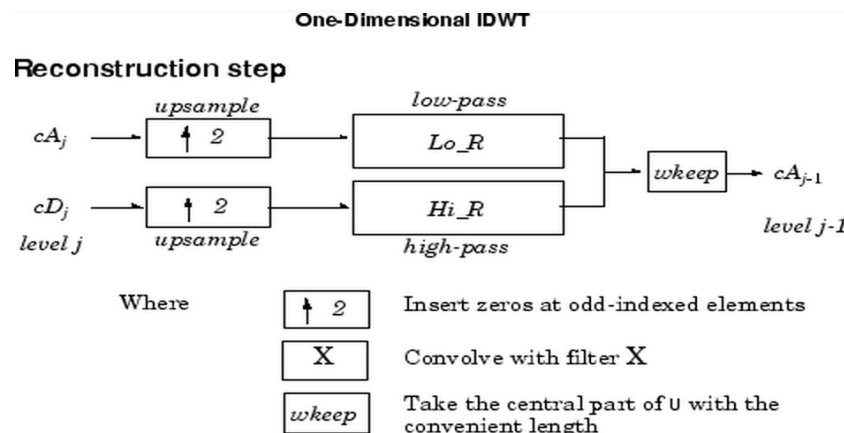 One-Dimensional IDWT
Reconstruction step
upsample low-pass
cAj ↑ 2 Lo_R
wkeep cAj-1
cDj ↑ 2 Hi_R
level j upsample high-pass level j-1
Where ↑ 2 Insert zeros at odd-indexed elements
X Convolve with filter X
wkeep Take the central part of U with the
convenient length